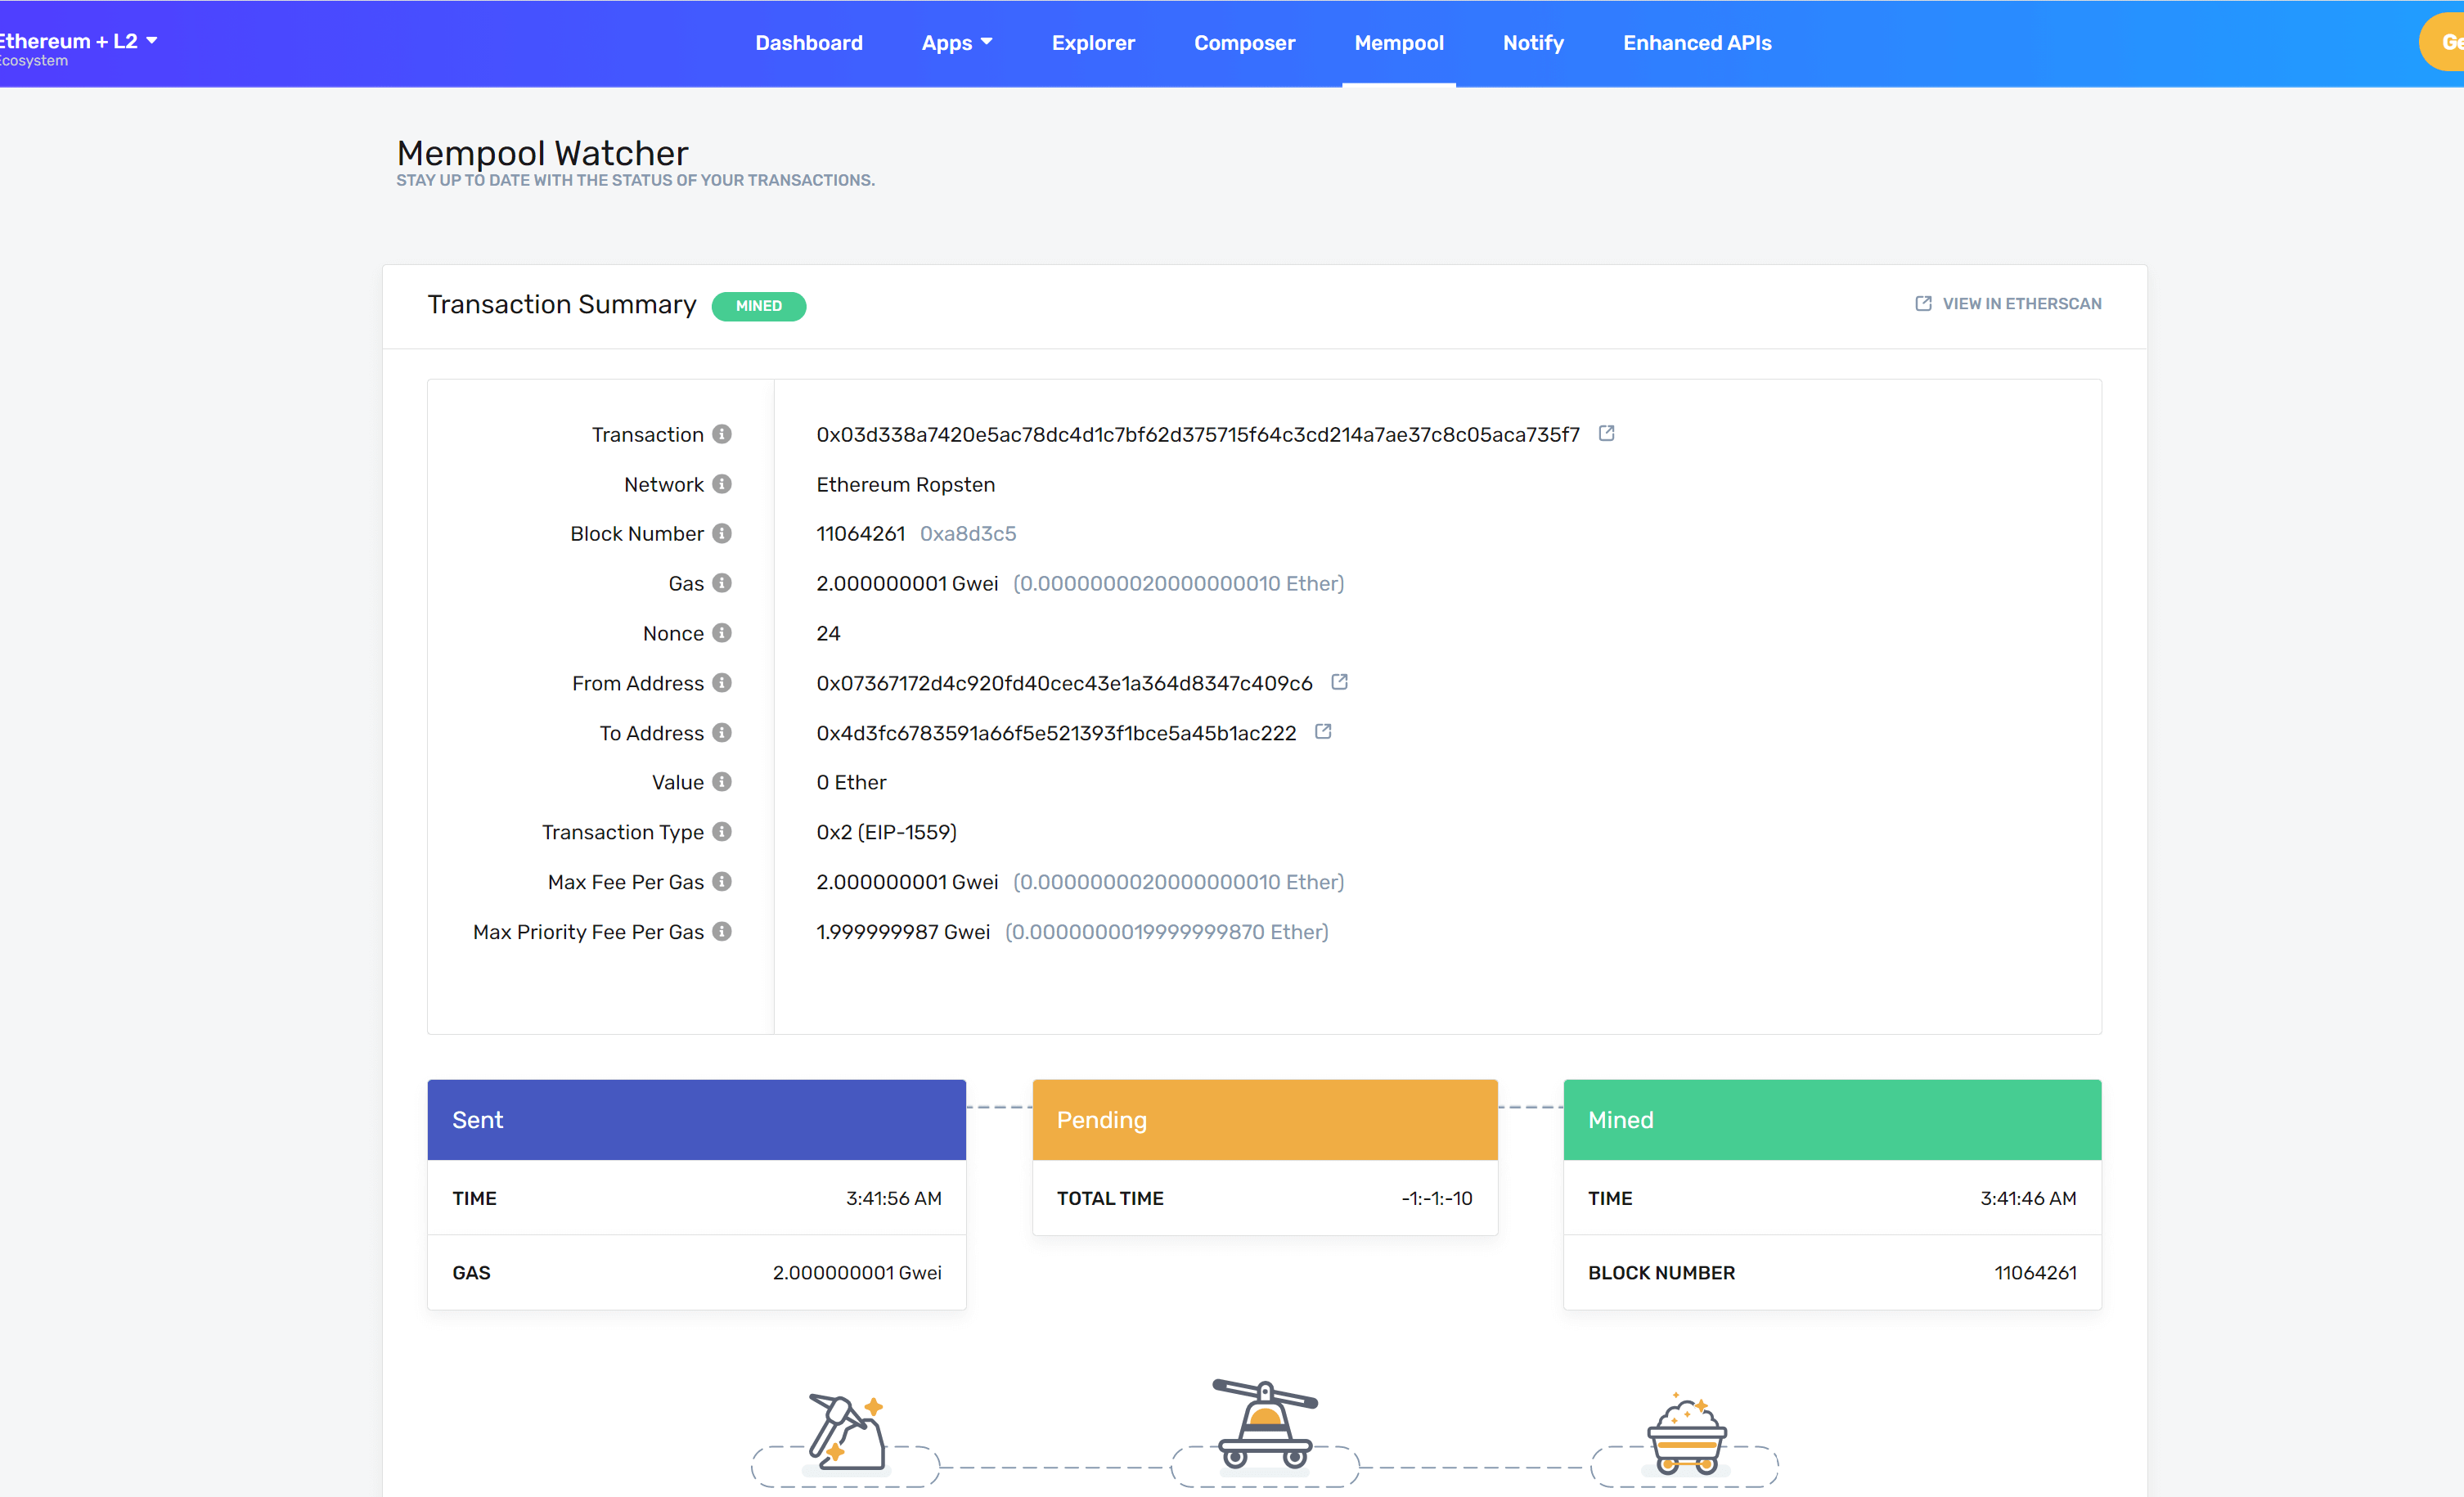 Ethereum + L2
Ecosystem
Dashboard Apps Explorer Composer Mempool Notify Enhanced APIs
Ge
Mempool Watcher
STAY UP TO DATE WITH THE STATUS OF YOUR TRANSACTIONS.
Transaction Summary MINED VIEW IN ETHERSCAN
Transaction 0x03d338a7420e5ac78dc4d1c7bf62d375715f64c3cd214a7ae37c8c05aca735f7
Network Ethereum Ropsten
Block Number 11064261 0xa8d3c5
Gas 2.000000001 Gwei (0.0000000020000000010 Ether)
Nonce 24
From Address 0x07367172d4c920fd40cec43e1a364d8347c409c6
To Address 0x4d3fc6783591a66f5e521393f1bce5a45b1ac222
Value 0 Ether
Transaction Type 0x2 (EIP-1559)
Max Fee Per Gas 2.000000001 Gwei (0.0000000020000000010 Ether)
Max Priority Fee Per Gas 1.999999987 Gwei (0.0000000019999999870 Ether)
Sent
TIME 3:41:56 AM
GAS 2.000000001 Gwei
Pending
TOTAL TIME -1:-1:-10
Mined
TIME 3:41:46 AM
BLOCK NUMBER 11064261